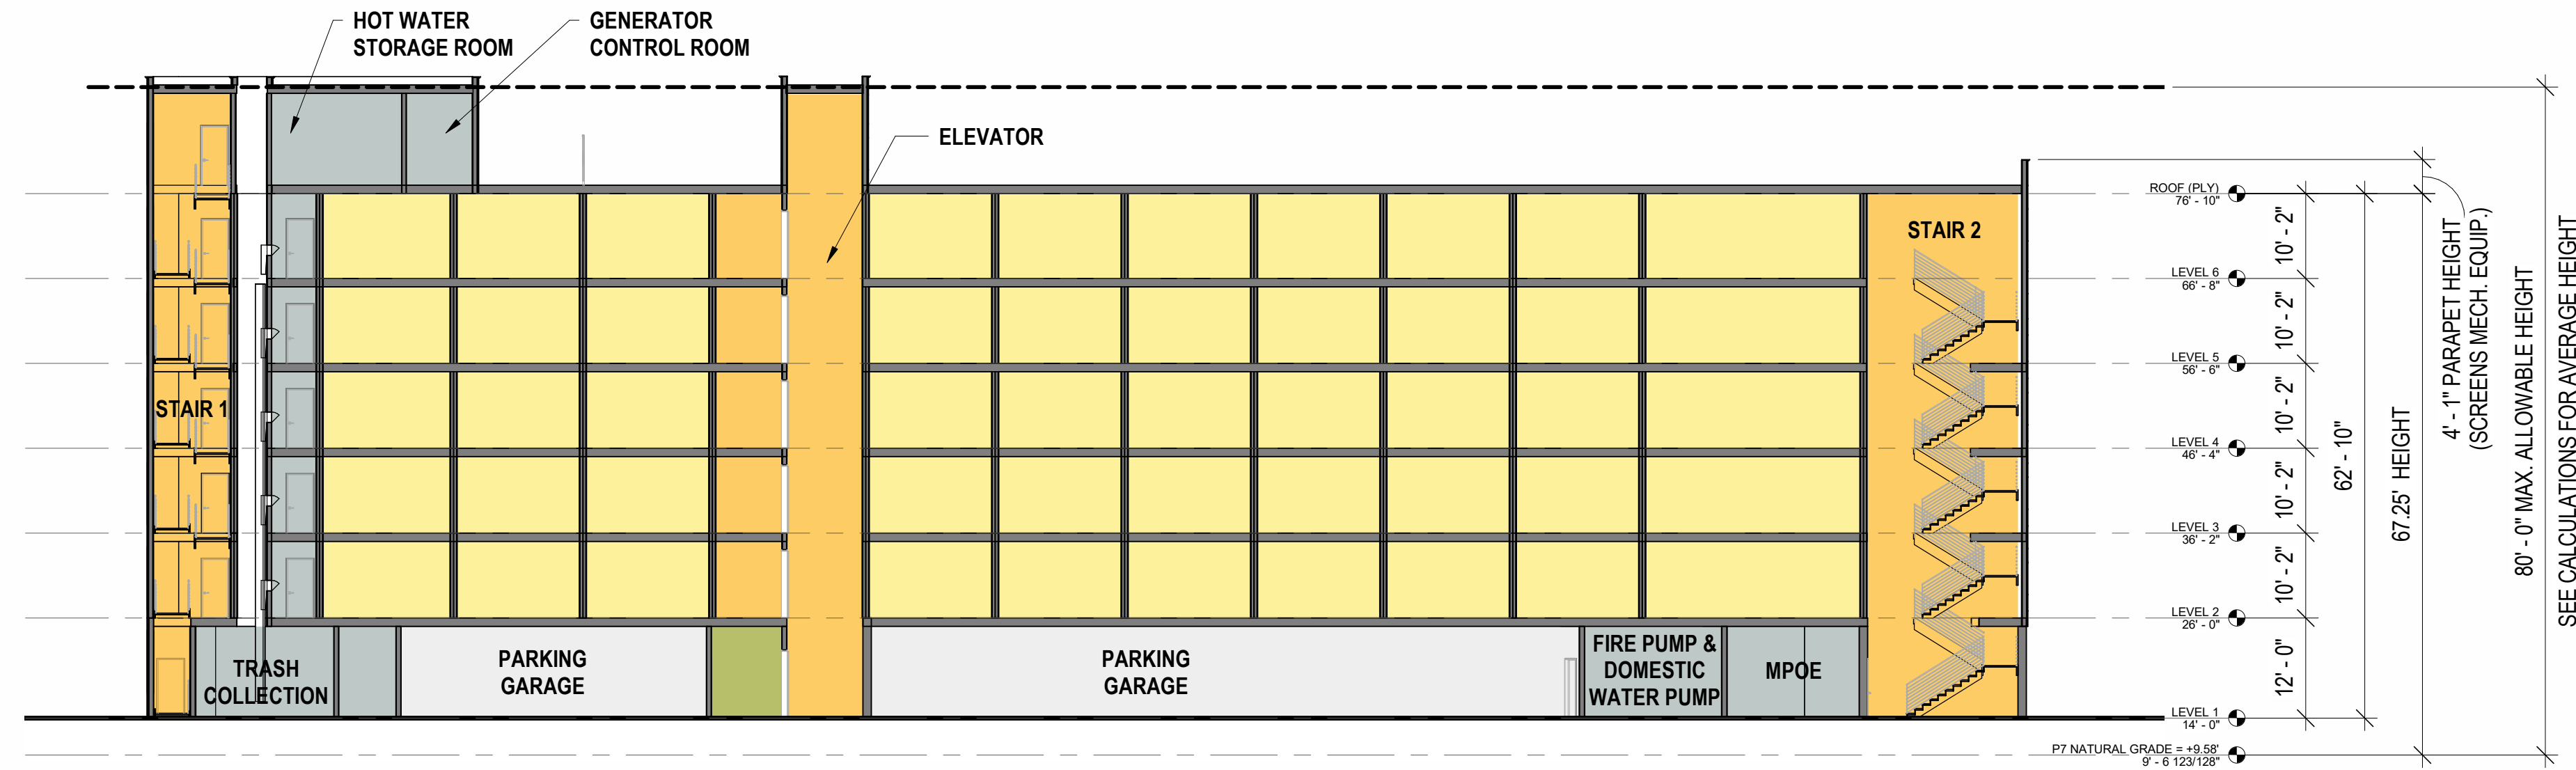 HOT WATER
STORAGE ROOM
GENERATOR
CONTROL ROOM
ELEVATOR
STAIR 1
STAIR 2
TRASH
COLLECTION
PARKING
GARAGE
PARKING
GARAGE
FIRE PUMP &
DOMESTIC
WATER PUMP
MPOE
ROOF (PLY)
76' - 10"
LEVEL 6
66' - 8"
LEVEL 5
56' - 6"
LEVEL 4
46' - 4"
LEVEL 3
36' - 2"
LEVEL 2
26' - 0"
LEVEL 1
14' - 0"
P7 NATURAL GRADE = +9.58'
9' - 6 123/128"
10' - 2"
10' - 2"
10' - 2"
10' - 2"
10' - 2"
12' - 0"
62' - 10"
67.25' HEIGHT
4' - 1" PARAPET HEIGHT
(SCREENS MECH. EQUIP.)
80' - 0" MAX. ALLOWABLE HEIGHT
SEE CALCULATIONS FOR AVERAGE HEIGHT